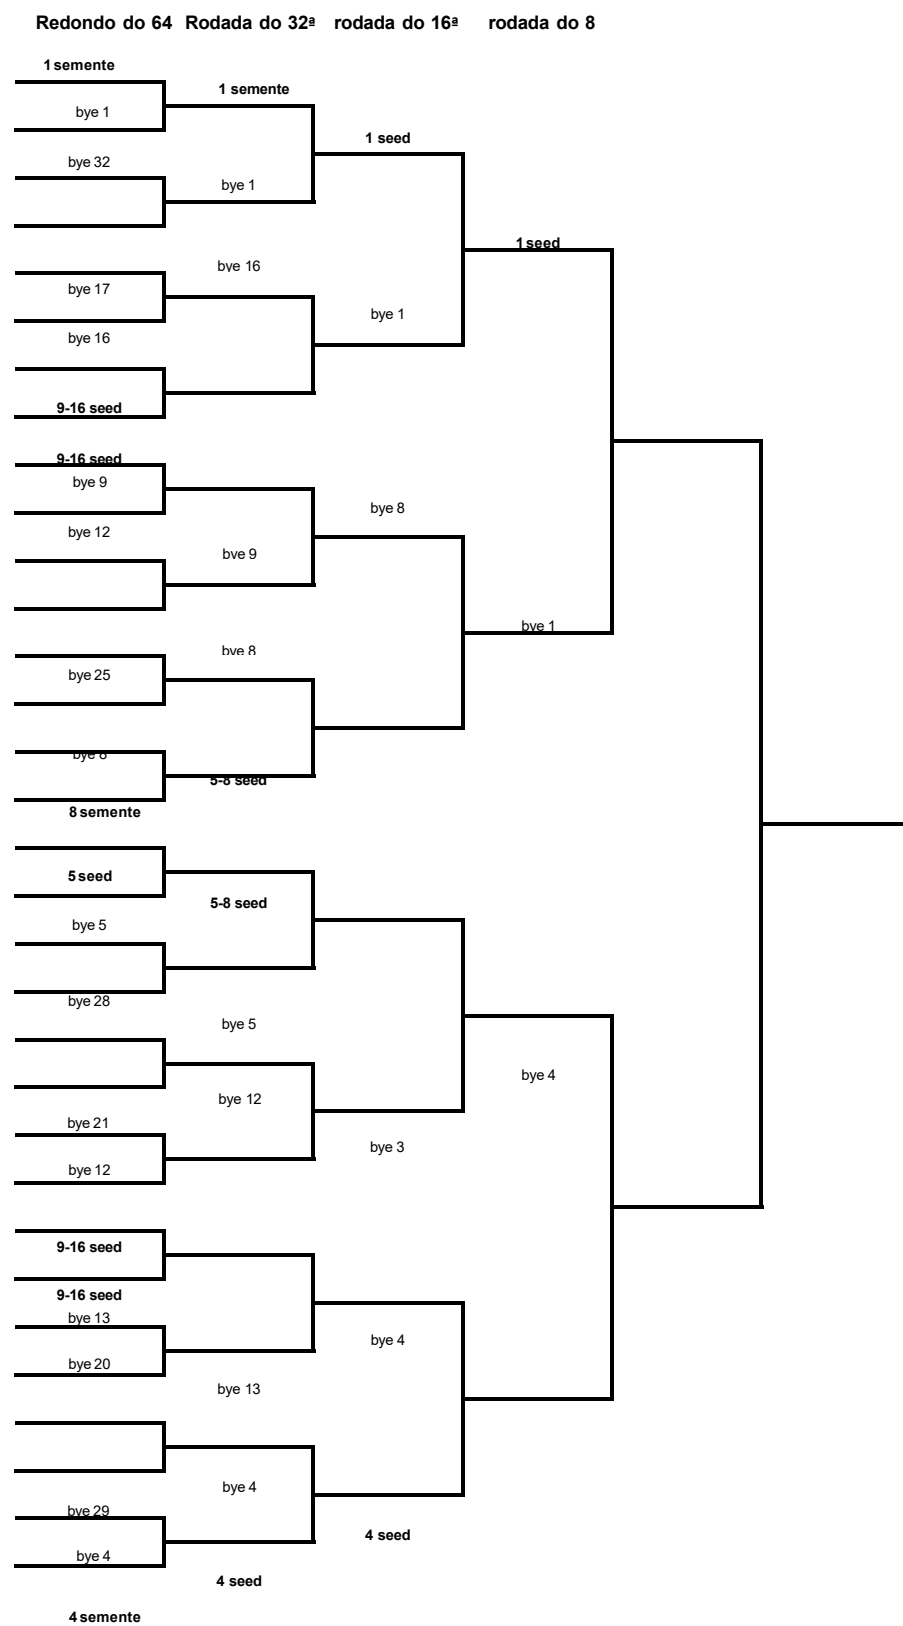 Redondo do 64 Rodada do 32ª rodada do 16ª rodada do 8
1 semente
1 semente
bye 1
1 seed
bye 32
bye 1
1 seed
bye 16
bye 17
bye 1
bye 16
9-16 seed
9-16 seed
bye 9
bye 8
bye 12
bye 9
bye 1
bye 8
bye 25
bye 8
5-8 seed
8 semente
5 seed
5-8 seed
bye 5
bye 28
bye 5
bye 4
bye 12
bye 21
bye 3
bye 12
9-16 seed
9-16 seed
bye 13
bye 4
bye 20
bye 13
bye 4
bye 29
4 seed
bye 4
4 seed
4 semente